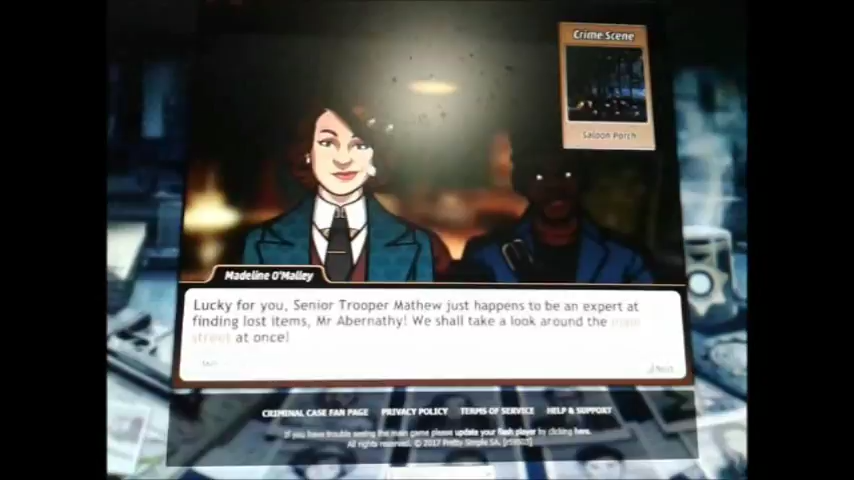 Crime Scene
Saloon Porch
Madeline O'Malley
Lucky for you, Senior Trooper Mathew just happens to be an expert at
finding lost items, Mr Abernathy! We shall take a look around the main
street at once!
CRIMINAL CASE FAN PAGE PRIVACY POLICY TERMS OF SERVICE HELP & SUPPORT
If you have trouble seeing the main game please update your flash player by clicking here.
All rights reserved. © 2017 Pretty Simple SA.